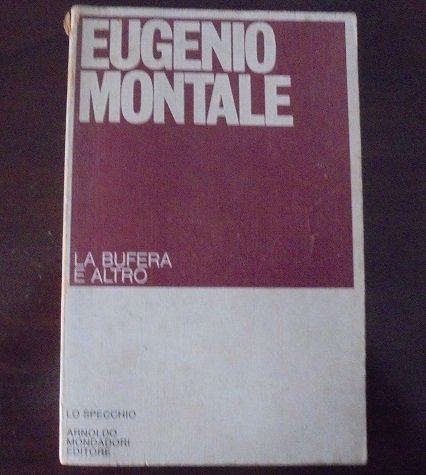 EUGENIO
MONTALE
LA BUFERA
E ALTRO
LO SPECCHIO
ARNOLDO
MONDADORI
EDITORE